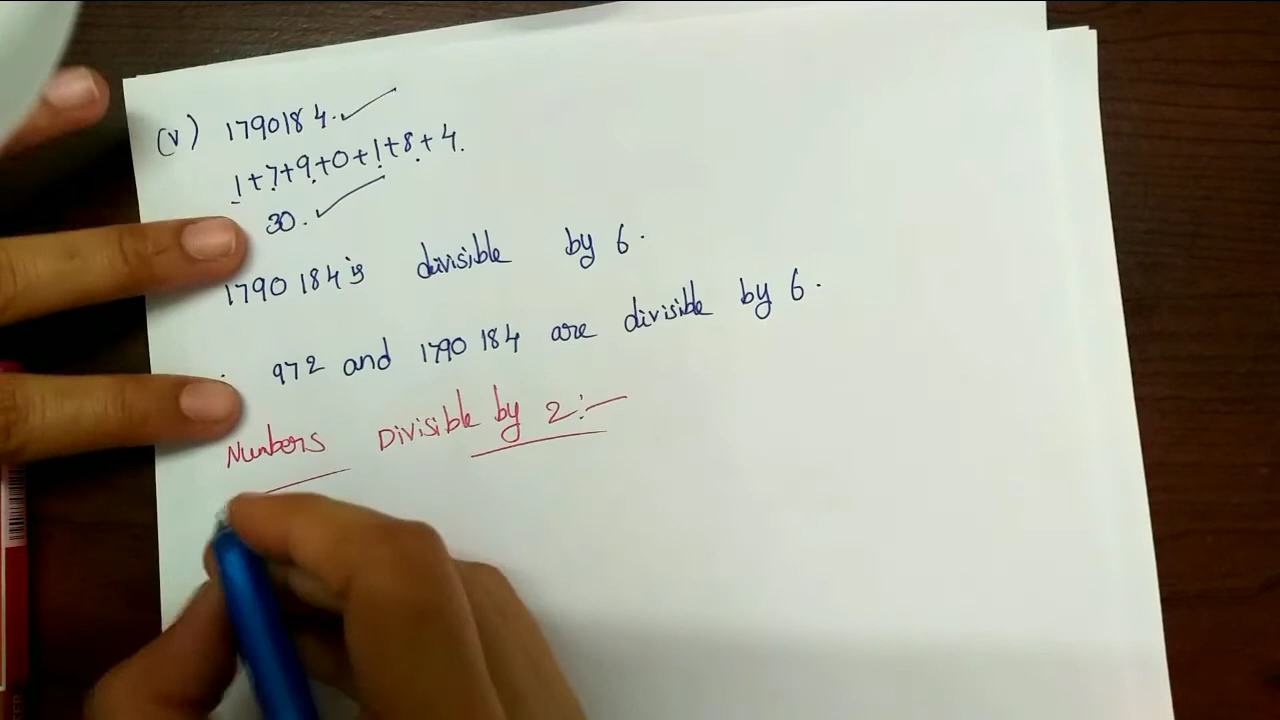 (v) 1790184.
1+7+9+0+1+8+4.
30.
1790184 is divisible by 6.
972 and 1790184 are divisible by 6.
Numbers Divisible by 2:-